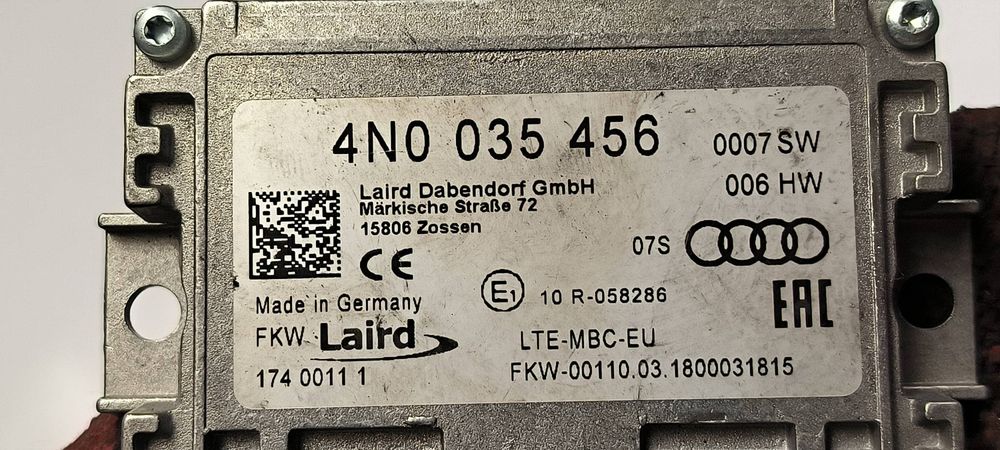 4N0 035 456
0007 SW
006 HW
Laird Dabendorf GmbH
Märkische Straße 72
15806 Zossen
07S
CE
E1
10 R-058286
EAC
Made in Germany
FKW Laird
LTE-MBC-EU
174 0011 1
FKW-00110.03.1800031815